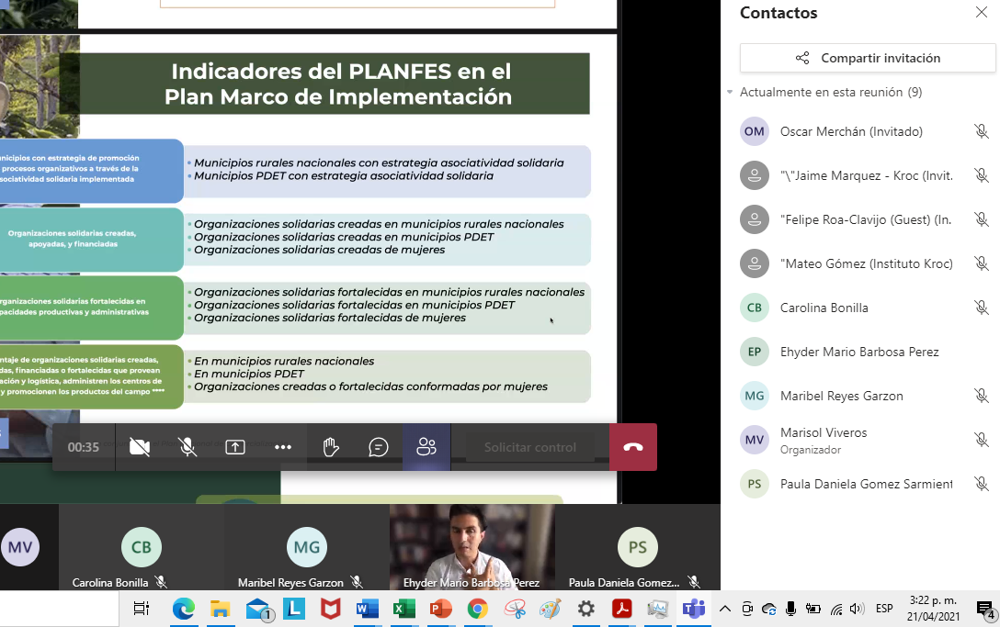 Indicadores del PLANFES en el
Plan Marco de Implementación
nicipios con estrategia de promoción
procesos organizativos a través de la
sociatividad solidaria implementada
• Municipios rurales nacionales con estrategia asociatividad solidaria
• Municipios PDET con estrategia asociatividad solidaria
Organizaciones solidarias creadas,
apoyadas, y financiadas
• Organizaciones solidarias creadas en municipios rurales nacionales
• Organizaciones solidarias creadas en municipios PDET
• Organizaciones solidarias creadas de mujeres
rganizaciones solidarias fortalecidas en
pacidades productivas y administrativas
• Organizaciones solidarias fortalecidas en municipios rurales nacionales
• Organizaciones solidarias fortalecidas en municipios PDET
• Organizaciones solidarias fortalecidas de mujeres
ntaje de organizaciones solidarias creadas,
das, financiadas o fortalecidas que provean
ación y logística, administren los centros de
y promocionen los productos del campo ****
• En municipios rurales nacionales
• En municipios PDET
• Organizaciones creadas o fortalecidas conformadas por mujeres
00:35
Solicitar control
MV
CB
Carolina Bonilla
MG
Maribel Reyes Garzon
Ehyder Mario Barbosa Perez
PS
Paula Daniela Gomez...
Contactos
Compartir invitación
Actualmente en esta reunión (9)
OM Oscar Merchán (Invitado)
"\"Jaime Marquez - Kroc (Invit.
"Felipe Roa-Clavijo (Guest) (In.
"Mateo Gómez (Instituto Kroc)
CB Carolina Bonilla
EP Ehyder Mario Barbosa Perez
MG Maribel Reyes Garzon
MV Marisol Viveros
Organizador
PS Paula Daniela Gomez Sarmient
1
L
W
X
P
T
ESP
3:22 p. m.
21/04/2021
4